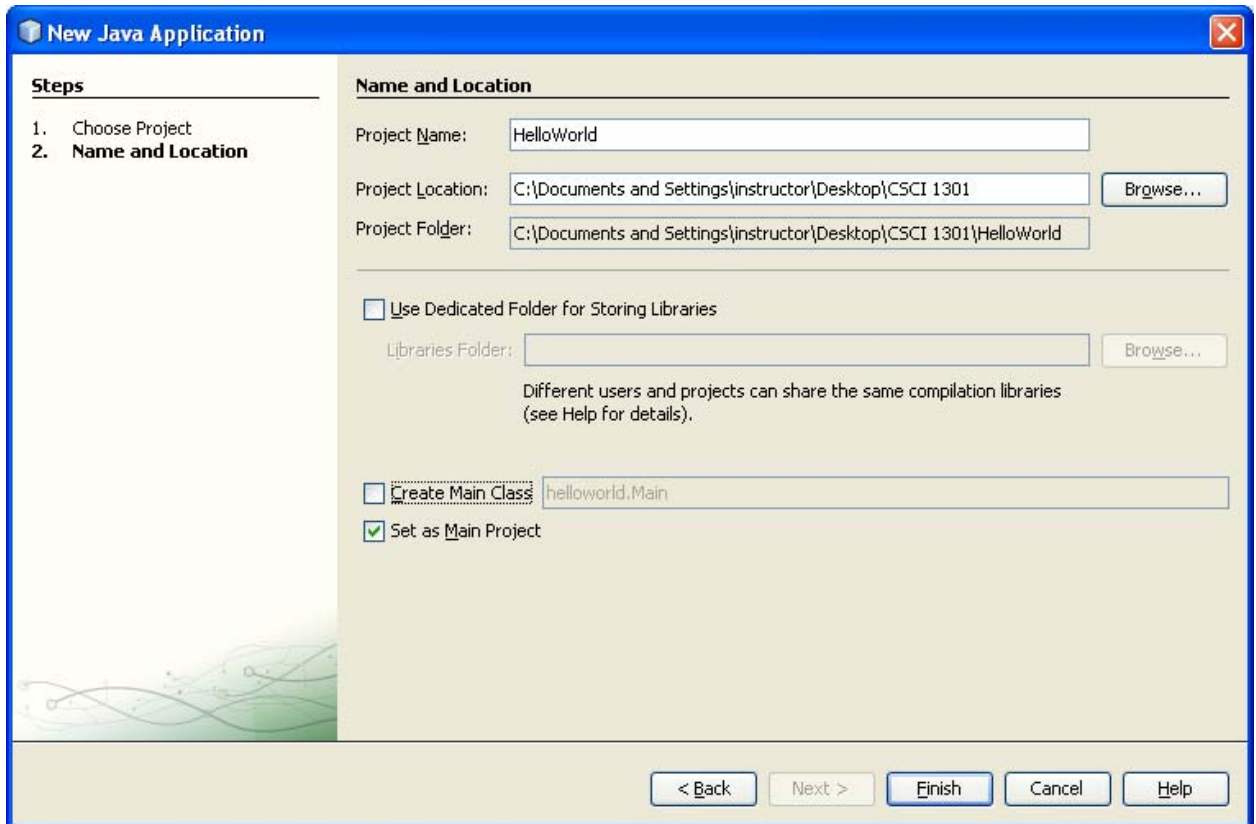 New Java Application
Steps
1. Choose Project
2. Name and Location
Name and Location
Project Name: HelloWorld
Project Location: C:\Documents and Settings\instructor\Desktop\CSCI 1301 Browse...
Project Folder: C:\Documents and Settings\instructor\Desktop\CSCI 1301\HelloWorld
Use Dedicated Folder for Storing Libraries
Libraries Folder: Browse...
Different users and projects can share the same compilation libraries
(see Help for details).
Create Main Class helloworld.Main
Set as Main Project
< Back Next > Finish Cancel Help